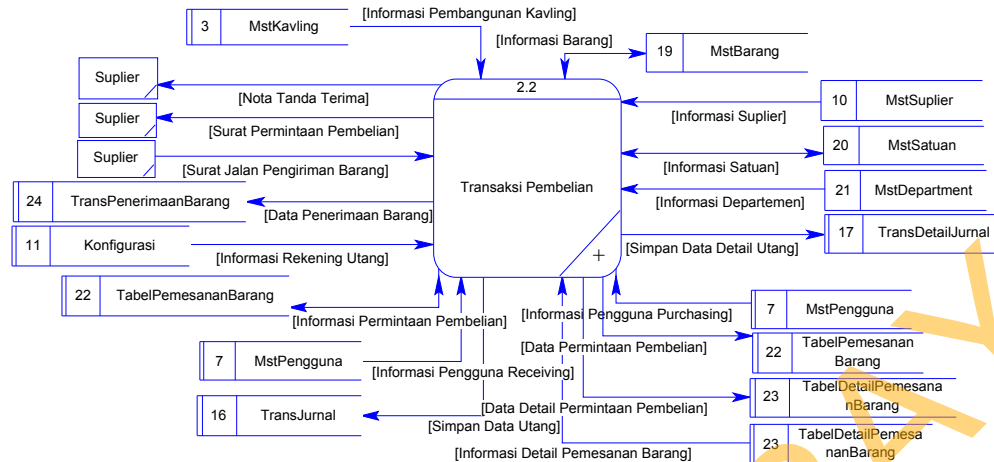 [Informasi Pembangunan Kavling]
3 MstKavling
[Informasi Barang]
19 MstBarang
Suplier
2.2
[Nota Tanda Terima]
10 MstSuplier
Suplier
[Informasi Suplier]
[Surat Permintaan Pembelian]
20 MstSatuan
Suplier
[Informasi Satuan]
[Surat Jalan Pengiriman Barang]
Transaksi Pembelian
21 MstDepartment
24 TransPenerimaanBarang
[Informasi Departemen]
[Data Penerimaan Barang]
17 TransDetailJurnal
11 Konfigurasi
[Simpan Data Detail Utang]
[Informasi Rekening Utang]
+
22 TabelPemesananBarang
[Informasi Permintaan Pembelian]
[Informasi Pengguna Purchasing]
7 MstPengguna
[Data Permintaan Pembelian]
22 TabelPemesanan
Barang
7 MstPengguna
[Informasi Pengguna Receiving]
23 TabelDetailPemesana
nBarang
16 TransJurnal
[Data Detail Permintaan Pembelian]
[Simpan Data Utang]
23 TabelDetailPemesa
nanBarang
[Informasi Detail Pemesanan Barang]